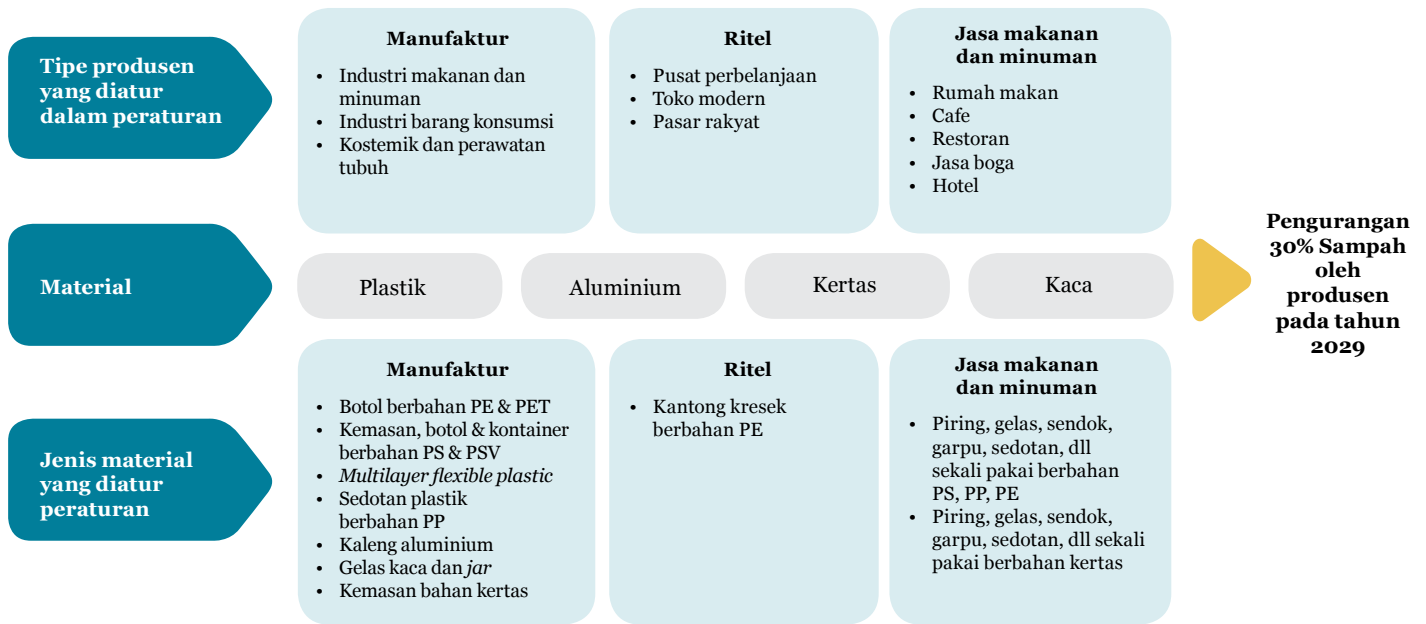 Tipe produsen
yang diatur
dalam peraturan
Manufaktur
• Industri makanan dan
minuman
• Industri barang konsumsi
• Kostemik dan perawatan
tubuh
Ritel
• Pusat perbelanjaan
• Toko modern
• Pasar rakyat
Jasa makanan
dan minuman
• Rumah makan
• Cafe
• Restoran
• Jasa boga
• Hotel
Material
Plastik
Aluminium
Kertas
Kaca
Pengurangan
30% Sampah
oleh
produsen
pada tahun
2029
Jenis material
yang diatur
peraturan
Manufaktur
• Botol berbahan PE & PET
• Kemasan, botol & kontainer
berbahan PS & PSV
• Multilayer flexible plastic
• Sedotan plastik
berbahan PP
• Kaleng aluminium
• Gelas kaca dan jar
• Kemasan bahan kertas
Ritel
• Kantong kresek
berbahan PE
Jasa makanan
dan minuman
• Piring, gelas, sendok,
garpu, sedotan, dll
sekali pakai berbahan
PS, PP, PE
• Piring, gelas, sendok,
garpu, sedotan, dll sekali
pakai berbahan kertas